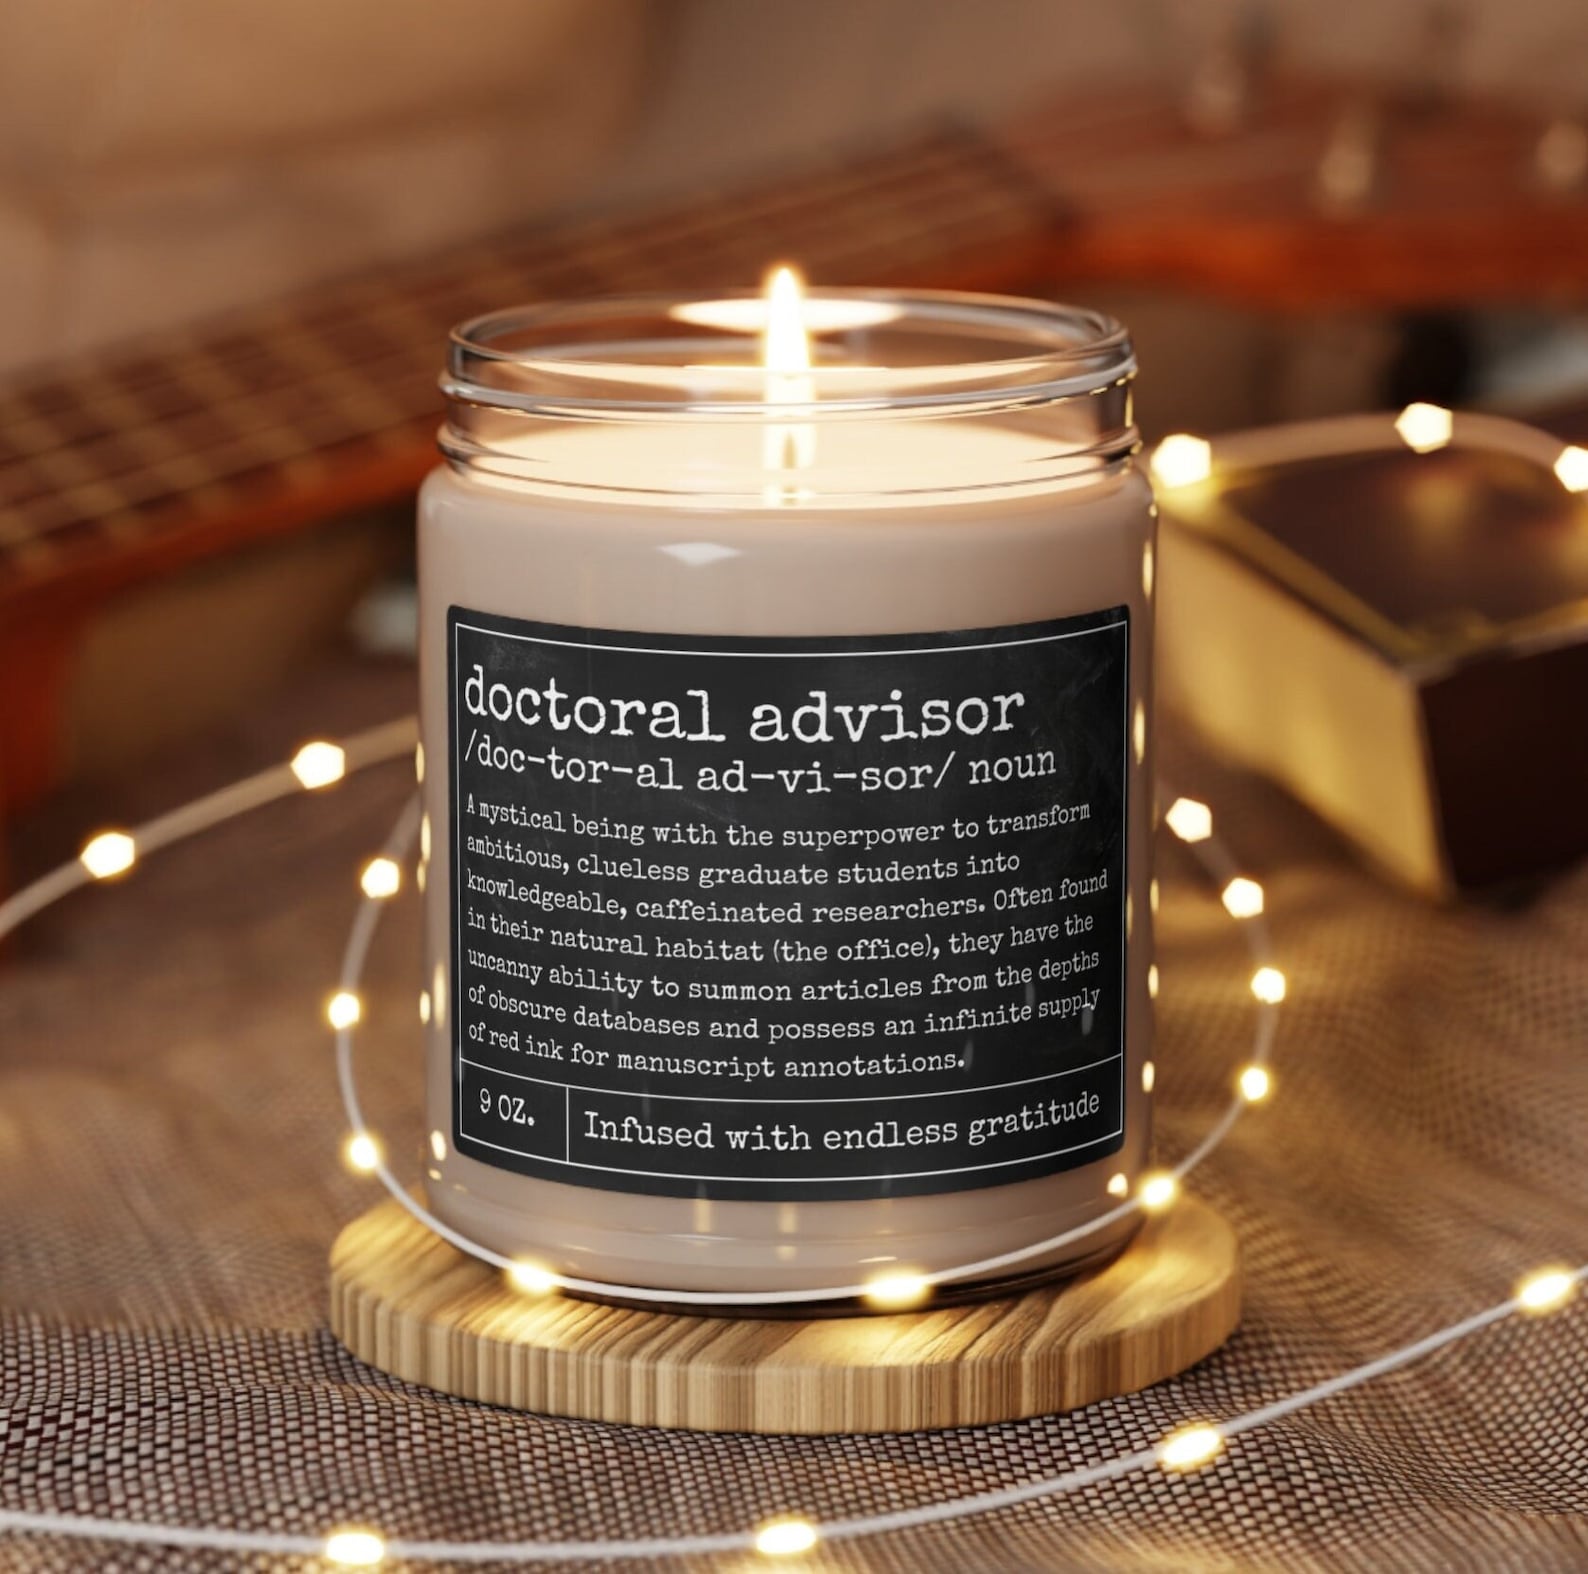 doctoral advisor
/doc-tor-al ad-vi-sor/ noun
A mystical being with the superpower to transform
ambitious, clueless graduate students into
knowledgeable, caffeinated researchers. Often found
in their natural habitat (the office), they have the
uncanny ability to summon articles from the depths
of obscure databases and possess an infinite supply
of red ink for manuscript annotations.
9 OZ.
Infused with endless gratitude